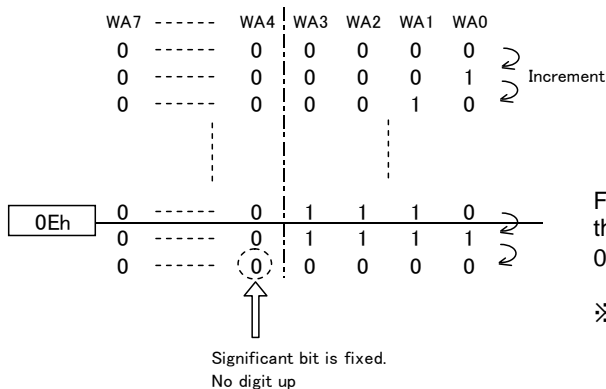 WA7 ------ WA4 WA3 WA2 WA1 WA0
0 ------ 0 0 0 0 0
0 ------ 0 0 0 0 1
Increment
0 ------ 0 0 0 1 0
0Eh
0 ------ 0 1 1 1 0
0 ------ 0 1 1 1 1
0 ------ 0 0 0 0 0
Significant bit is fixed.
No digit up
F
th
0
※